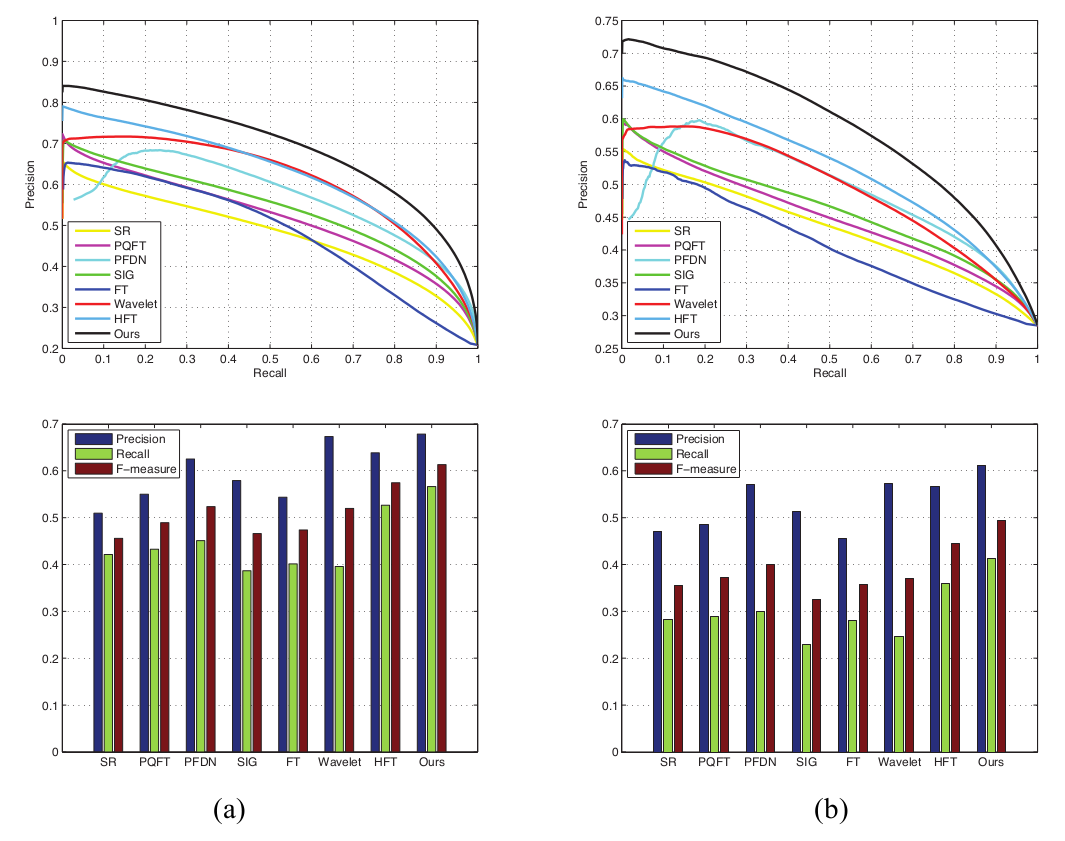 1
0.9
0.8
0.7
0.6
0.5
0.4
0.3
0.2
Precision
SR
PQFT
PFDN
SIG
FT
Wavelet
HFT
Ours
0 0.1 0.2 0.3 0.4 0.5 0.6 0.7 0.8 0.9 1
Recall
0.75
0.7
0.65
0.6
0.55
0.5
0.45
0.4
0.35
0.3
0.25
Precision
SR
PQFT
PFDN
SIG
FT
Wavelet
HFT
Ours
0 0.1 0.2 0.3 0.4 0.5 0.6 0.7 0.8 0.9 1
Recall
0.7
0.6
0.5
0.4
0.3
0.2
0.1
0
Precision
Recall
F−measure
SR PQFT PFDN SIG FT Wavelet HFT Ours
(a)
0.7
0.6
0.5
0.4
0.3
0.2
0.1
0
Precision
Recall
F−measure
SR PQFT PFDN SIG FT Wavelet HFT Ours
(b)